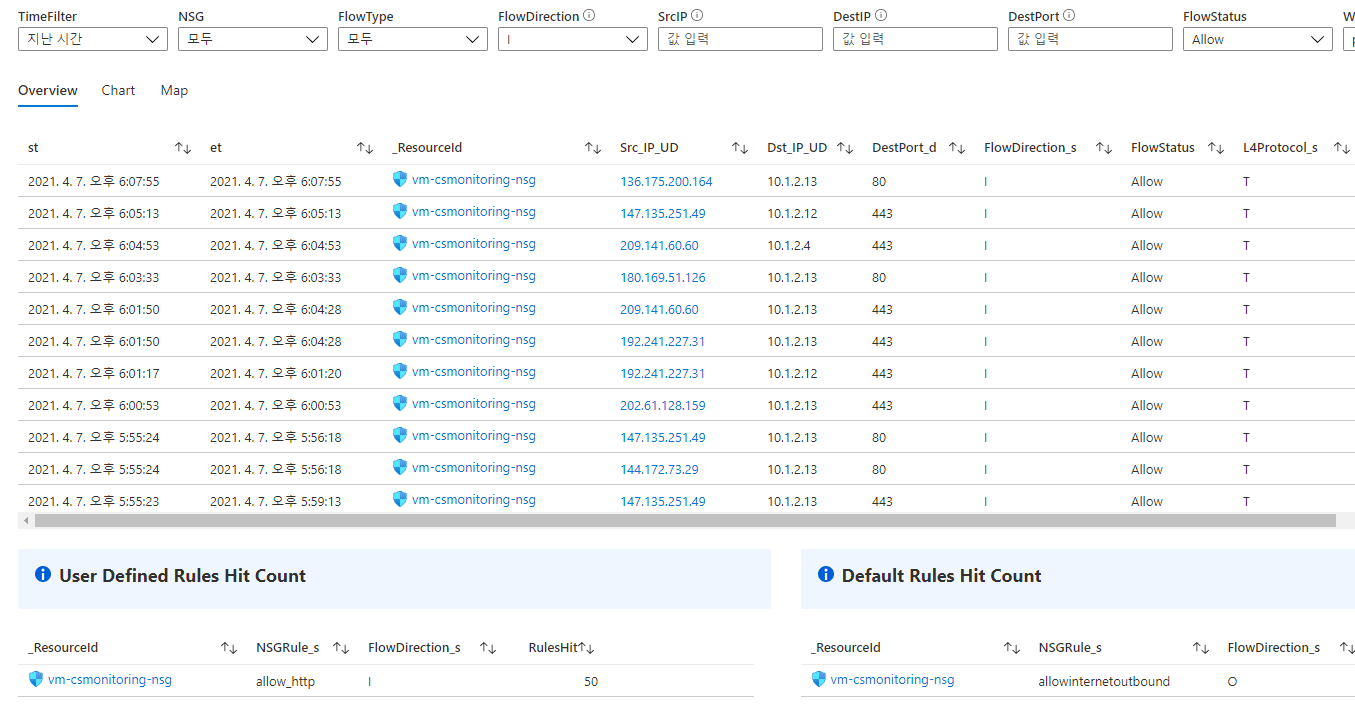 TimeFilter NSG FlowType FlowDirection SrcIP DestIP DestPort FlowStatus W
지난 시간 모두 모두 I 값 입력 값 입력 값 입력 Allow
Overview Chart Map
st et _ResourceId Src_IP_UD Dst_IP_UD DestPort_d FlowDirection_s FlowStatus L4Protocol_s
2021. 4. 7. 오후 6:07:55 2021. 4. 7. 오후 6:07:55 vm-csmonitoring-nsg 136.175.200.164 10.1.2.13 80 I Allow T
2021. 4. 7. 오후 6:05:13 2021. 4. 7. 오후 6:05:13 vm-csmonitoring-nsg 147.135.251.49 10.1.2.12 443 I Allow T
2021. 4. 7. 오후 6:04:53 2021. 4. 7. 오후 6:04:53 vm-csmonitoring-nsg 209.141.60.60 10.1.2.4 443 I Allow T
2021. 4. 7. 오후 6:03:33 2021. 4. 7. 오후 6:03:33 vm-csmonitoring-nsg 180.169.51.126 10.1.2.13 80 I Allow T
2021. 4. 7. 오후 6:01:50 2021. 4. 7. 오후 6:04:28 vm-csmonitoring-nsg 209.141.60.60 10.1.2.13 443 I Allow T
2021. 4. 7. 오후 6:01:50 2021. 4. 7. 오후 6:04:28 vm-csmonitoring-nsg 192.241.227.31 10.1.2.13 443 I Allow T
2021. 4. 7. 오후 6:01:17 2021. 4. 7. 오후 6:01:20 vm-csmonitoring-nsg 192.241.227.31 10.1.2.12 443 I Allow T
2021. 4. 7. 오후 6:00:53 2021. 4. 7. 오후 6:00:53 vm-csmonitoring-nsg 202.61.128.159 10.1.2.13 443 I Allow T
2021. 4. 7. 오후 5:55:24 2021. 4. 7. 오후 5:56:18 vm-csmonitoring-nsg 147.135.251.49 10.1.2.13 80 I Allow T
2021. 4. 7. 오후 5:55:24 2021. 4. 7. 오후 5:56:18 vm-csmonitoring-nsg 144.172.73.29 10.1.2.13 80 I Allow T
2021. 4. 7. 오후 5:55:23 2021. 4. 7. 오후 5:59:13 vm-csmonitoring-nsg 147.135.251.49 10.1.2.13 443 I Allow T
User Defined Rules Hit Count Default Rules Hit Count
_ResourceId NSGRule_s FlowDirection_s RulesHit _ResourceId NSGRule_s FlowDirection_s
vm-csmonitoring-nsg allow_http I 50 vm-csmonitoring-nsg allowinternetoutbound O